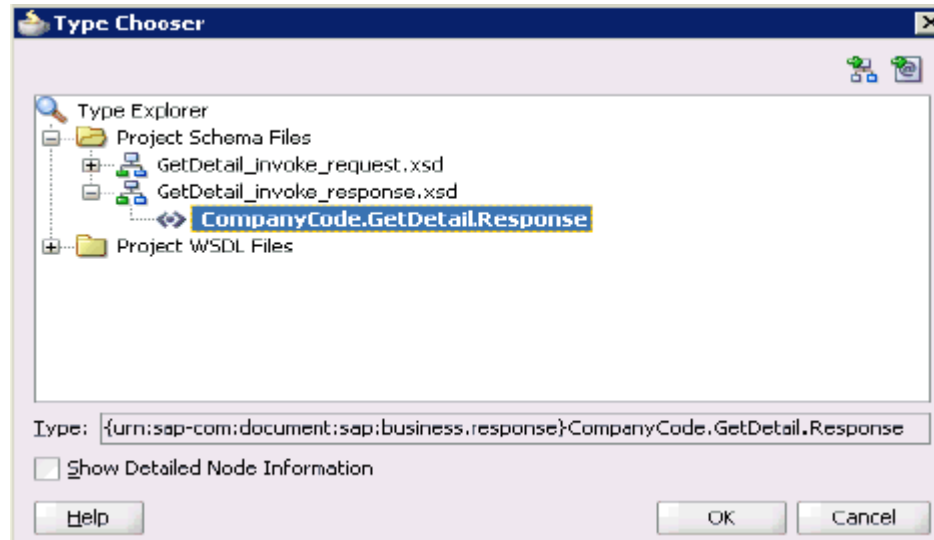 Type Chooser
Type Explorer
Project Schema Files
GetDetail_invoke_request.xsd
GetDetail_invoke_response.xsd
CompanyCode.GetDetail.Response
Project WSDL Files
Type: {urn:sap-com:document:sap:business.response}CompanyCode.GetDetail.Response
Show Detailed Node Information
Help OK Cancel